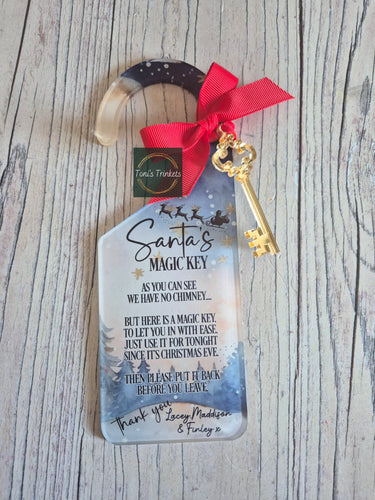 Toni's Trinkets
Santa's
MAGIC KEY
AS YOU CAN SEE
WE HAVE NO CHIMNEY...
BUT HERE IS A MAGIC KEY,
TO LET YOU IN WITH EASE.
JUST USE IT FOR TONIGHT
SINCE IT'S CHRISTMAS EVE.
THEN PLEASE PUT IT BACK
BEFORE YOU LEAVE.
Thank you
Lacey, Maddison,
& Finley x